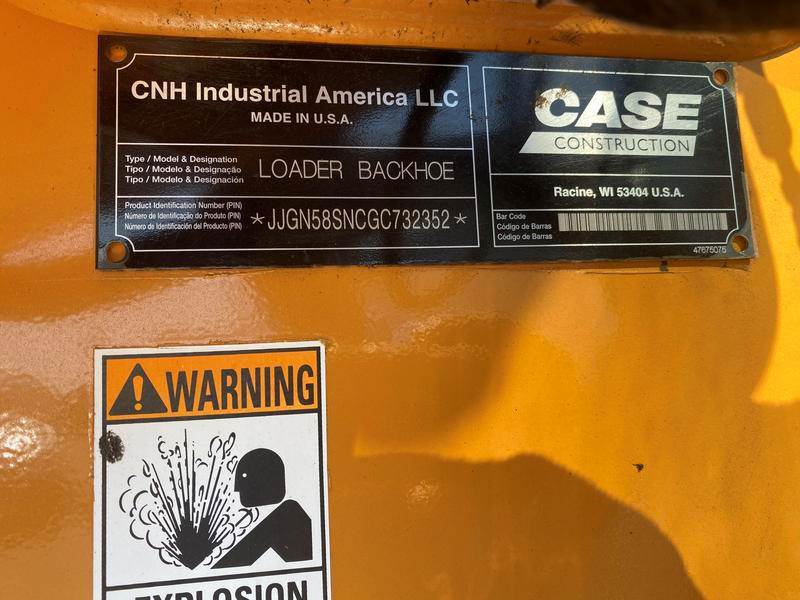 CNH Industrial America LLC
MADE IN U.S.A.
Type / Model & Designation
Tipo / Modelo & Designação
Tipo / Modelo & Designación
LOADER BACKHOE
Product Identification Number (PIN)
Número de Identificação do Produto (PIN)
Número de Identificación del Producto (PIN)
*JJGN58SNCGC732352*
CASE
CONSTRUCTION
Racine, WI 53404 U.S.A.
Bar Code
Código de Barras
Código de Barras
47675075
WARNING
EXPLOSION